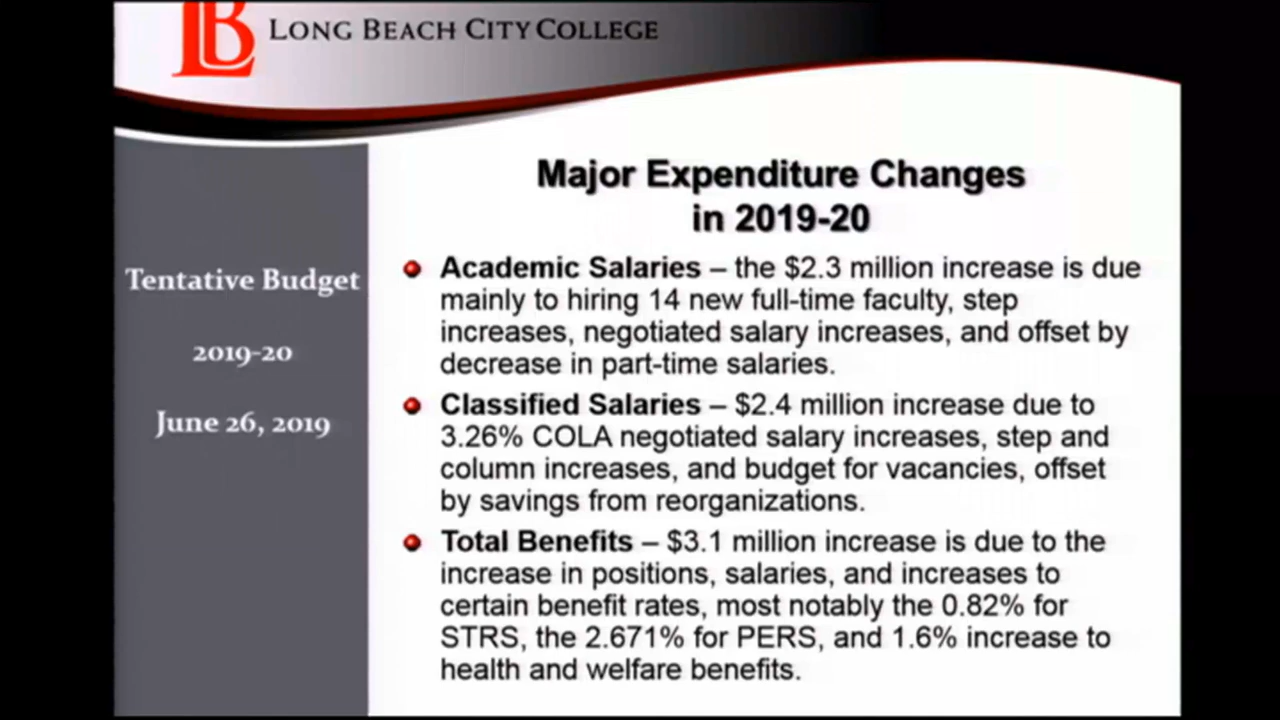 LB
LONG BEACH CITY COLLEGE
Major Expenditure Changes
in 2019-20
Tentative Budget
2019-20
June 26, 2019
Academic Salaries – the $2.3 million increase is due
mainly to hiring 14 new full-time faculty, step
increases, negotiated salary increases, and offset by
decrease in part-time salaries.
Classified Salaries – $2.4 million increase due to
3.26% COLA negotiated salary increases, step and
column increases, and budget for vacancies, offset
by savings from reorganizations.
Total Benefits – $3.1 million increase is due to the
increase in positions, salaries, and increases to
certain benefit rates, most notably the 0.82% for
STRS, the 2.671% for PERS, and 1.6% increase to
health and welfare benefits.